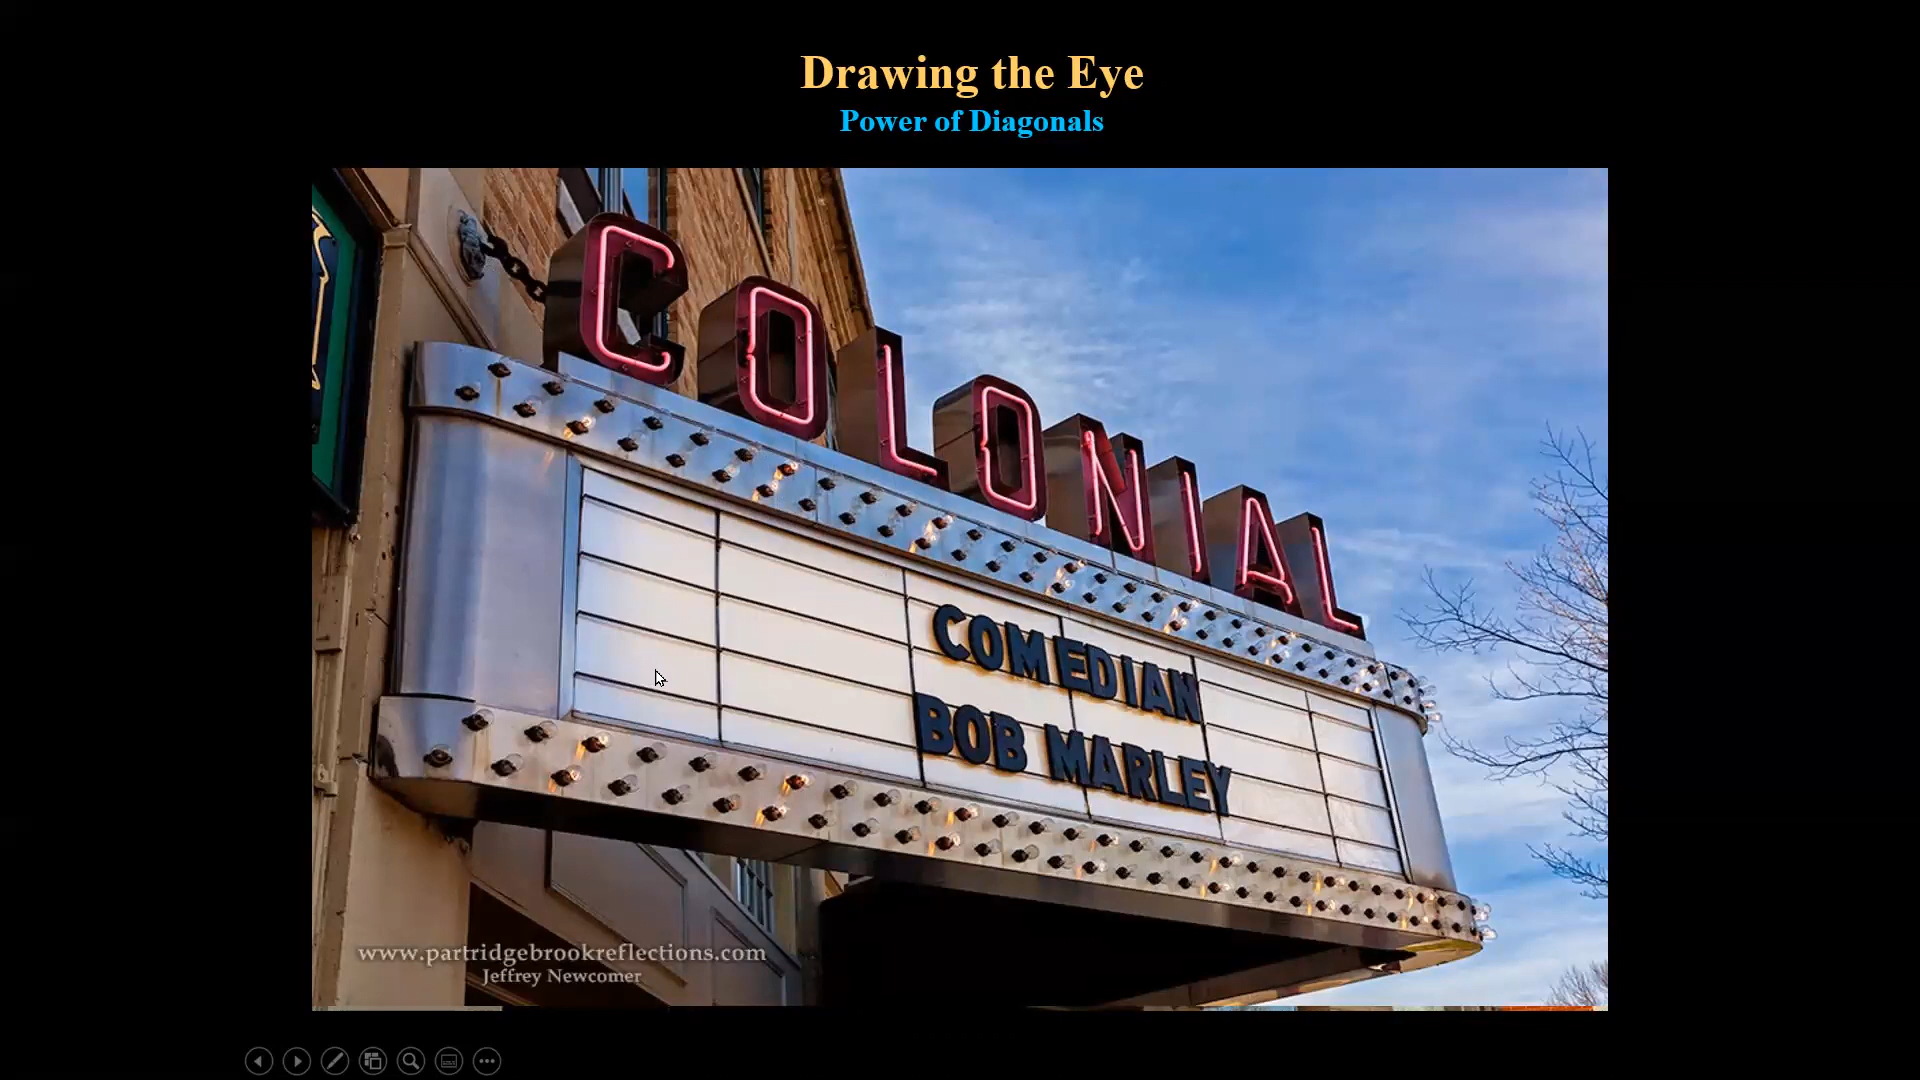 Drawing the Eye
Power of Diagonals
COLONIAL
COMEDIAN
BOB MARLEY
www.partridgebrookreflections.com
Jeffrey Newcomer